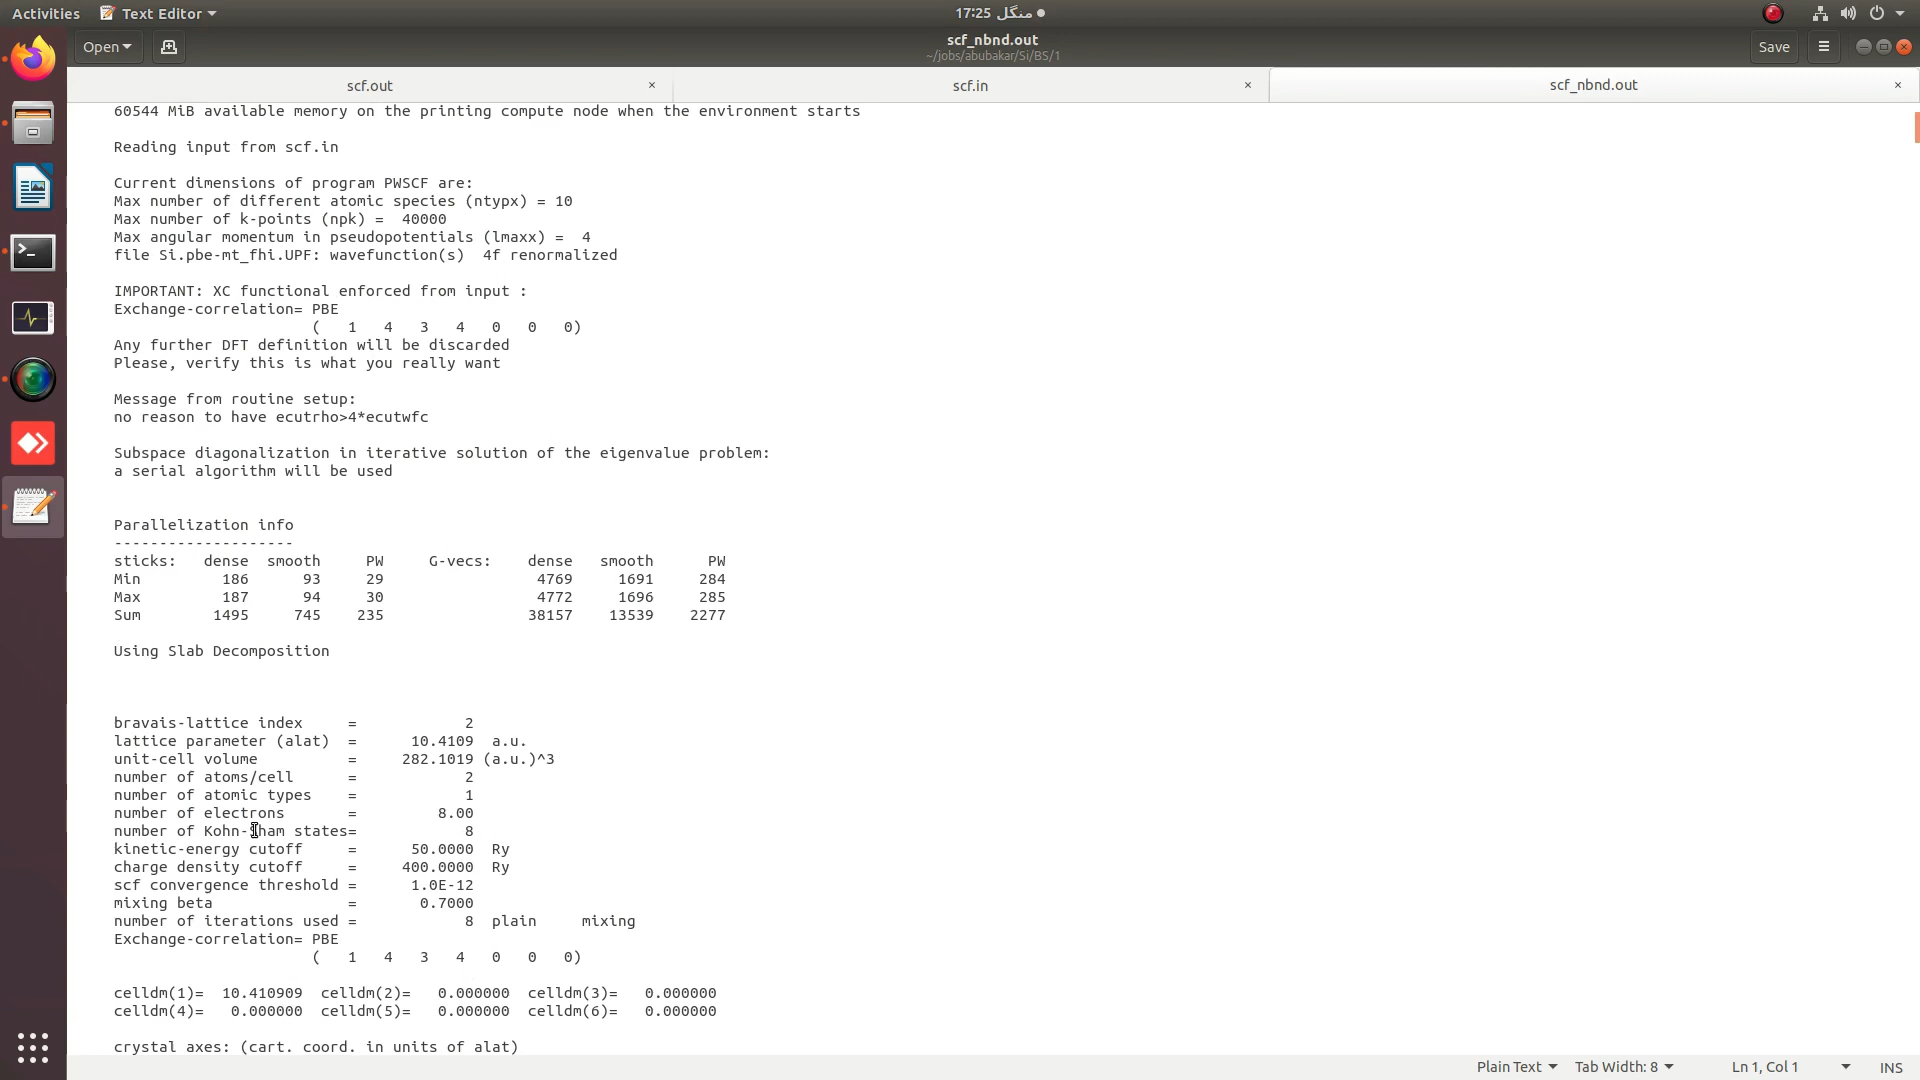 Activities Text Editor 17:25 منگل
Open scf_nbnd.out Save
~/jobs/abubakar/Si/BS/1
scf.out × scf.in × scf_nbnd.out ×
60544 MiB available memory on the printing compute node when the environment starts
Reading input from scf.in
Current dimensions of program PWSCF are:
Max number of different atomic species (ntypx) = 10
Max number of k-points (npk) =  40000
Max angular momentum in pseudopotentials (lmaxx) =  4
file Si.pbe-mt_fhi.UPF: wavefunction(s)  4f renormalized
IMPORTANT: XC functional enforced from input :
Exchange-correlation= PBE
(   1   4   3   4   0   0   0)
Any further DFT definition will be discarded
Please, verify this is what you really want
Message from routine setup:
no reason to have ecutrho>4*ecutwfc
Subspace diagonalization in iterative solution of the eigenvalue problem:
a serial algorithm will be used
Parallelization info
--------------------
sticks:   dense  smooth     PW     G-vecs:    dense   smooth      PW
Min         186      93     29                 4769     1691     284
Max         187      94     30                 4772     1696     285
Sum        1495     745    235                38157    13539    2277
Using Slab Decomposition
bravais-lattice index     =            2
lattice parameter (alat)  =      10.4109  a.u.
unit-cell volume          =     282.1019 (a.u.)^3
number of atoms/cell      =            2
number of atomic types    =            1
number of electrons       =         8.00
number of Kohn-Sham states=            8
kinetic-energy cutoff     =      50.0000  Ry
charge density cutoff     =     400.0000  Ry
scf convergence threshold =      1.0E-12
mixing beta               =       0.7000
number of iterations used =            8  plain     mixing
Exchange-correlation= PBE
(   1   4   3   4   0   0   0)
celldm(1)=  10.410909  celldm(2)=   0.000000  celldm(3)=   0.000000
celldm(4)=   0.000000  celldm(5)=   0.000000  celldm(6)=   0.000000
crystal axes: (cart. coord. in units of alat)
Plain Text Tab Width: 8 Ln 1, Col 1 INS